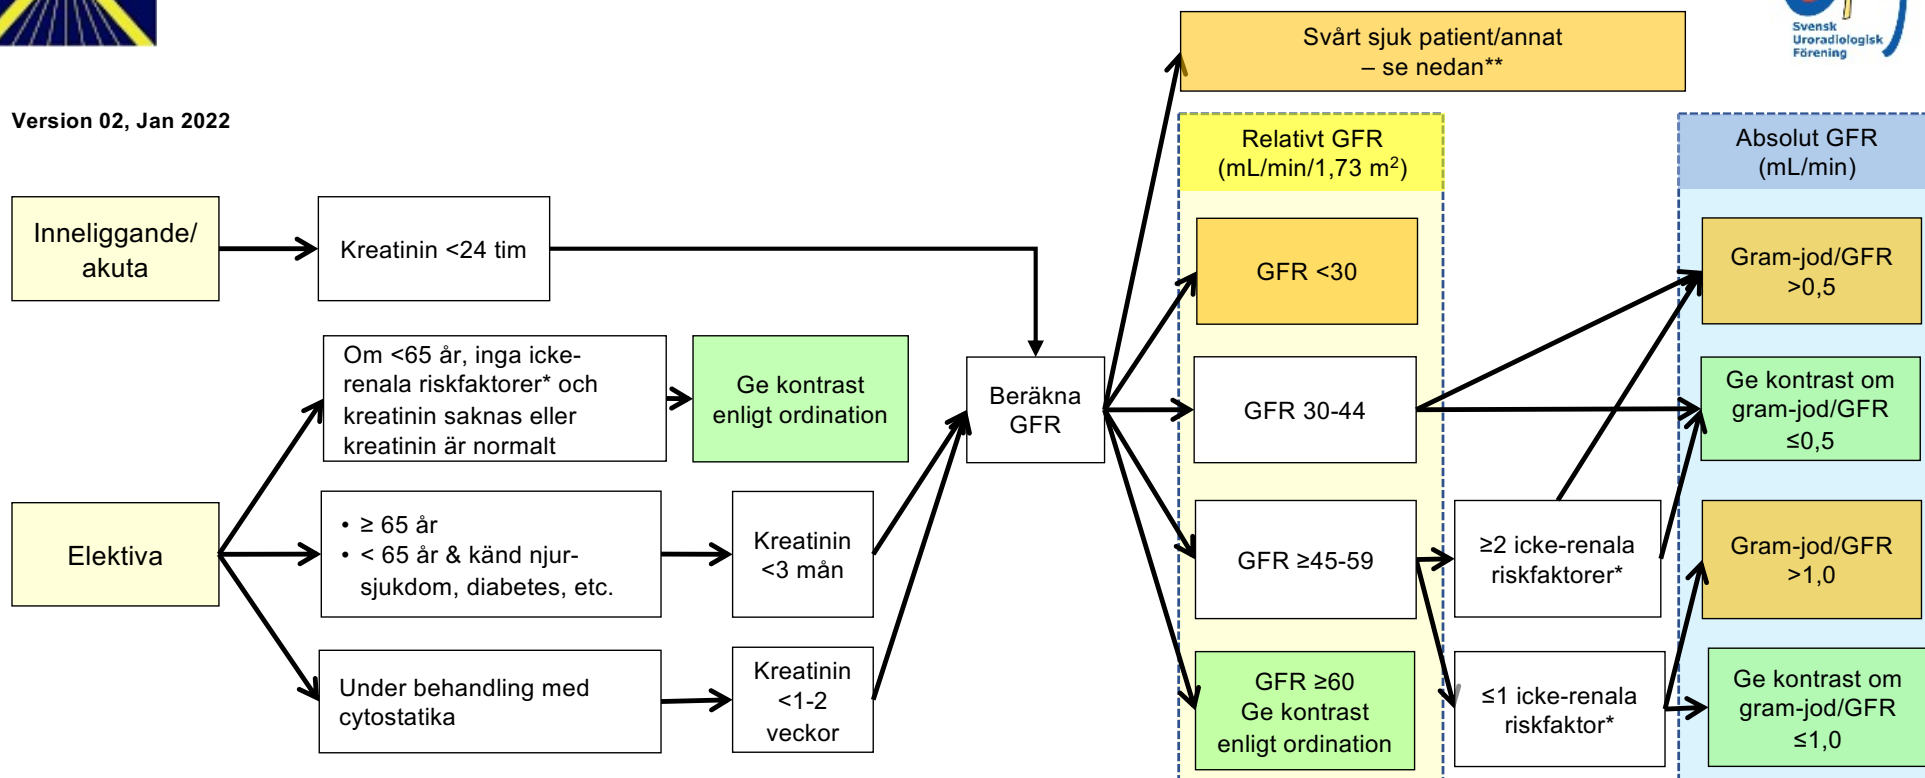 Svårt sjuk patient/annat
– se nedan**
Svensk
Uroradiologisk
Förening
Version 02, Jan 2022
Relativt GFR
(mL/min/1,73 m²)
Absolut GFR
(mL/min)
Inneliggande/
akuta
Kreatinin <24 tim
GFR <30
Gram-jod/GFR
>0,5
Om <65 år, inga icke-
renala riskfaktorer* och
kreatinin saknas eller
kreatinin är normalt
Ge kontrast
enligt ordination
Beräkna
GFR
GFR 30-44
Ge kontrast om
gram-jod/GFR
≤0,5
Elektiva
• ≥ 65 år
• < 65 år & känd njur-
sjukdom, diabetes, etc.
Kreatinin
<3 mån
GFR ≥45-59
≥2 icke-renala
riskfaktorer*
Gram-jod/GFR
>1,0
Under behandling med
cytostatika
Kreatinin
<1-2
veckor
GFR ≥60
Ge kontrast
enligt ordination
≤1 icke-renala
riskfaktor*
Ge kontrast om
gram-jod/GFR
≤1,0